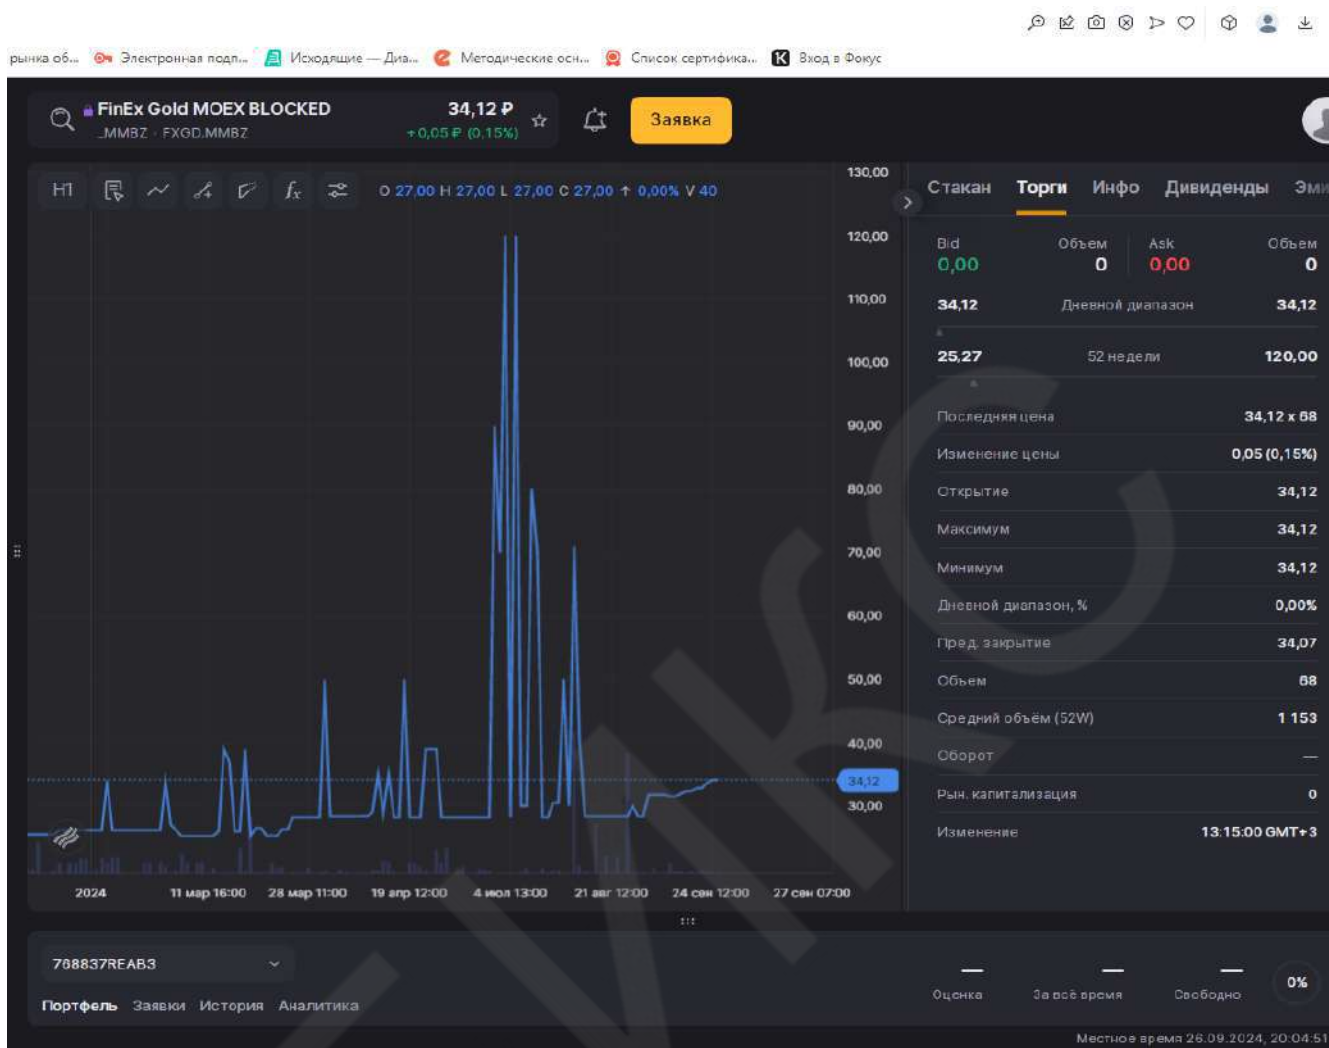 рынка об... Электронная подп... Исходящие — Диа... Методические осн... Список сертифика... Вход в Фокус
FinEx Gold MOEX BLOCKED 34,12 ₽
_MMBZ · FXGD.MMBZ +0,05 ₽ (0,15%)
Заявка
H1 fx O 27,00 H 27,00 L 27,00 C 27,00 ↑ 0,00% V 40
130,00
120,00
110,00
100,00
90,00
80,00
70,00
60,00
50,00
40,00
34,12
30,00
2024 11 мар 16:00 28 мар 11:00 19 апр 12:00 4 июл 13:00 21 авг 12:00 24 сен 12:00 27 сен 07:00
Стакан Торги Инфо Дивиденды Эми
Bid Объем Ask Объем
0,00 0 0,00 0
34,12 Дневной диапазон 34,12
25,27 52 недели 120,00
Последняя цена 34,12 x 68
Изменение цены 0,05 (0,15%)
Открытие 34,12
Максимум 34,12
Минимум 34,12
Дневной диапазон, % 0,00%
Пред. закрытие 34,07
Объем 68
Средний объём (52W) 1 153
Оборот —
Рын. капитализация 0
Изменение 13:15:00 GMT+3
768837REAB3
Портфель Заявки История Аналитика
— — —
Оценка За всё время Свободно 0%
Местное время 26.09.2024, 20:04:51